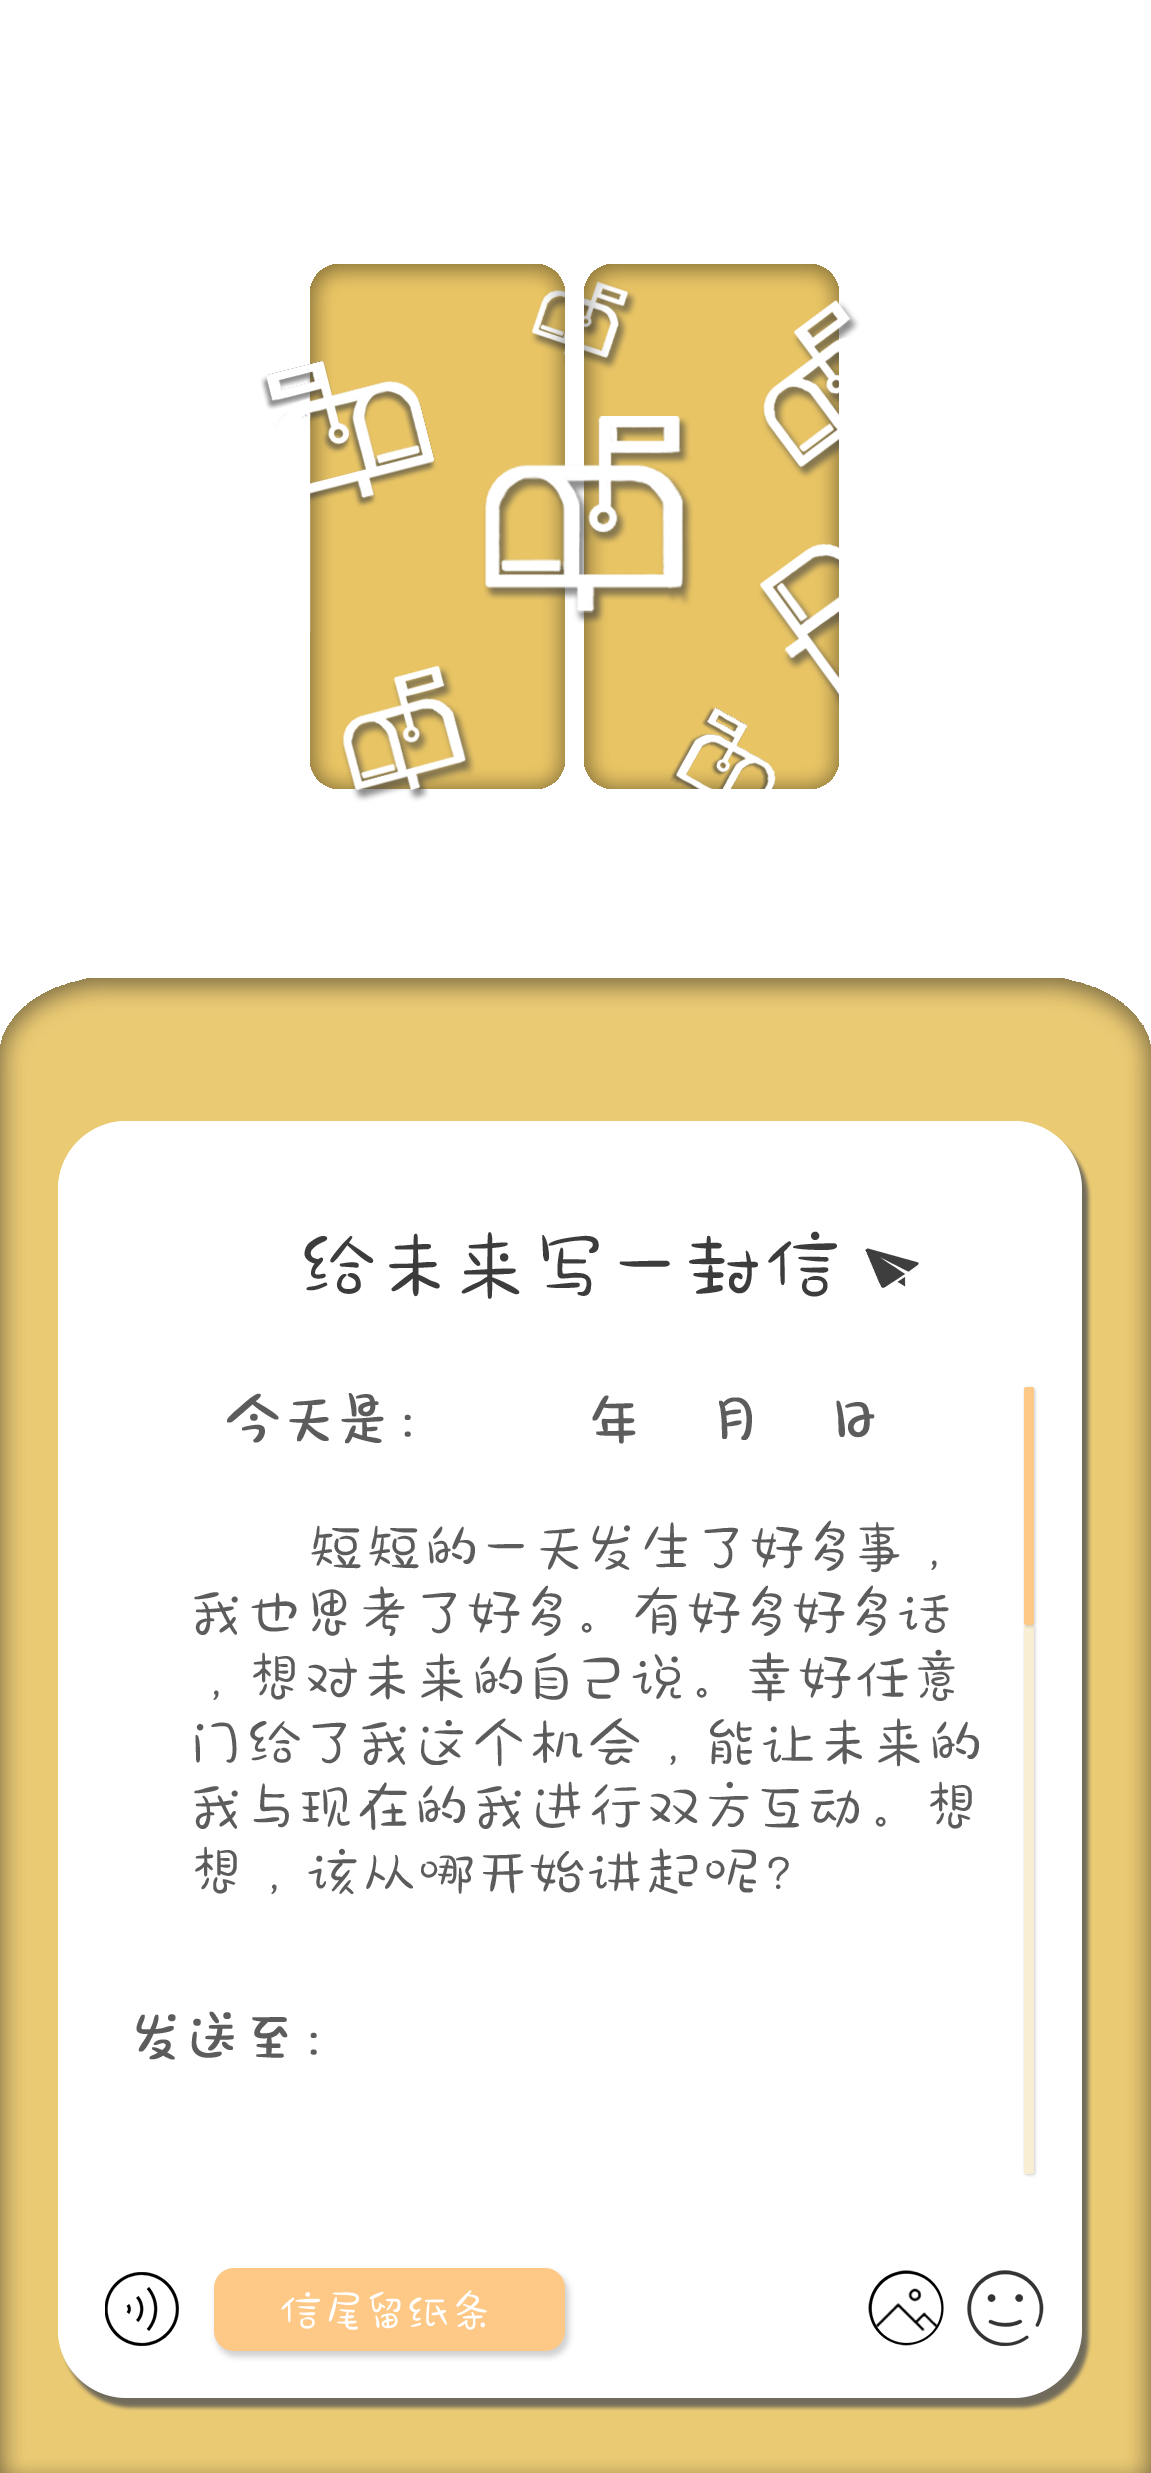 给未来写一封信
今天是： 年 月 日
短短的一天发生了好多事，
我也思考了好多。有好多好多话
，想对未来的自己说。幸好任意
门给了我这个机会，能让未来的
我与现在的我进行双方互动。想
想，该从哪开始讲起呢？
发送至：
信尾留纸条